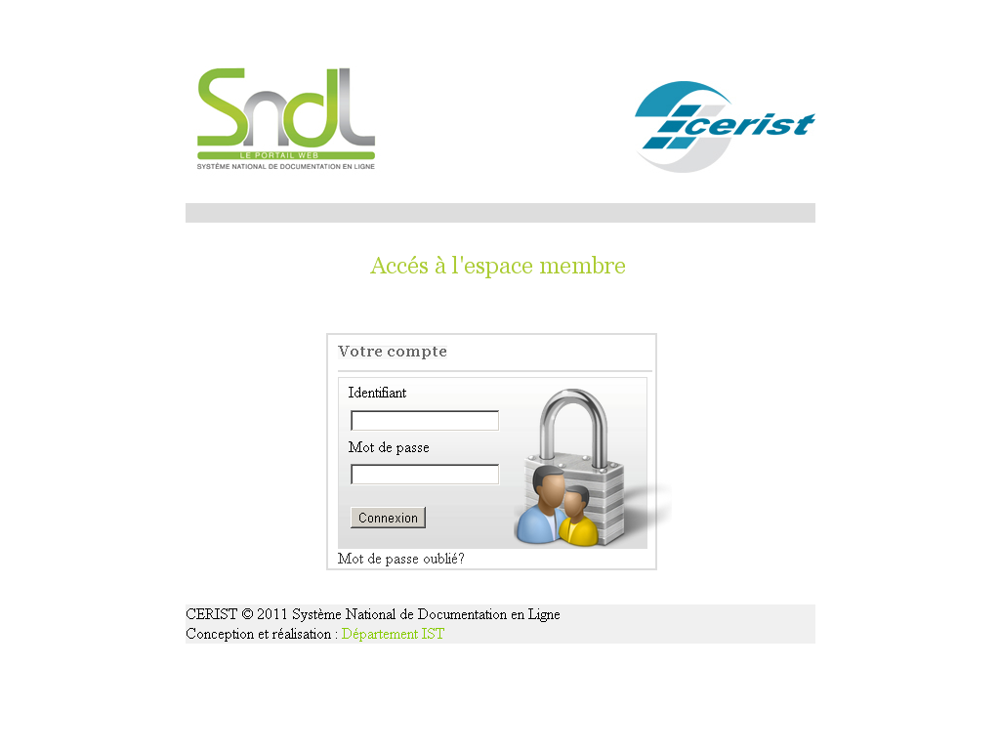 Sndl
LE PORTAIL WEB
SYSTÈME NATIONAL DE DOCUMENTATION EN LIGNE
cerist
Accés à l'espace membre
Votre compte
Identifiant
Mot de passe
Connexion
Mot de passe oublié?
CERIST © 2011 Système National de Documentation en Ligne
Conception et réalisation : Département IST